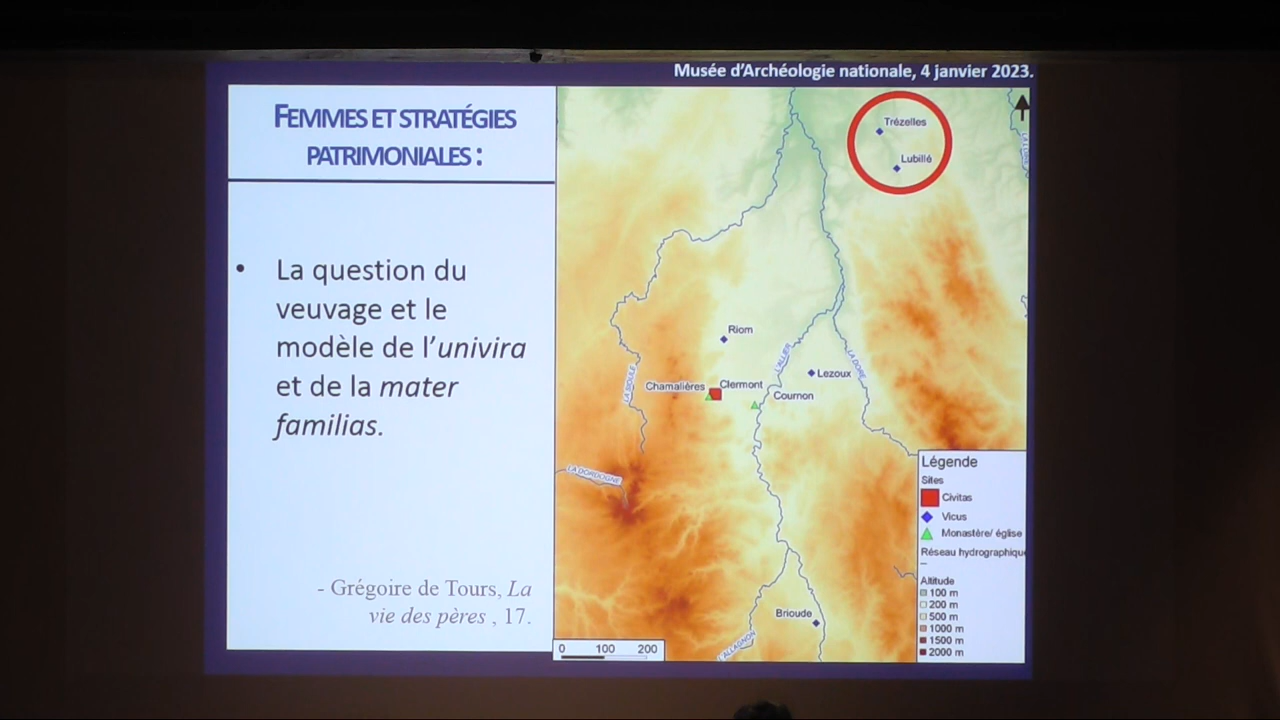 Musée d'Archéologie nationale, 4 janvier 2023.
FEMMES ET STRATÉGIES
PATRIMONIALES :
• La question du
veuvage et le
modèle de l'univira
et de la mater
familias.
- Grégoire de Tours, La
vie des pères , 17.
Trézelles
Lubillé
LA LOIRE
Riom
L'ALLIER
LA DORE
Lezoux
LA SIOULE
Chamalières
Clermont
Cournon
LA DORDOGNE
Brioude
L'ALLAGNON
0 100 200
Légende
Sites
Civitas
Vicus
Monastère/ église
Réseau hydrographique
Altitude
100 m
200 m
500 m
1000 m
1500 m
2000 m